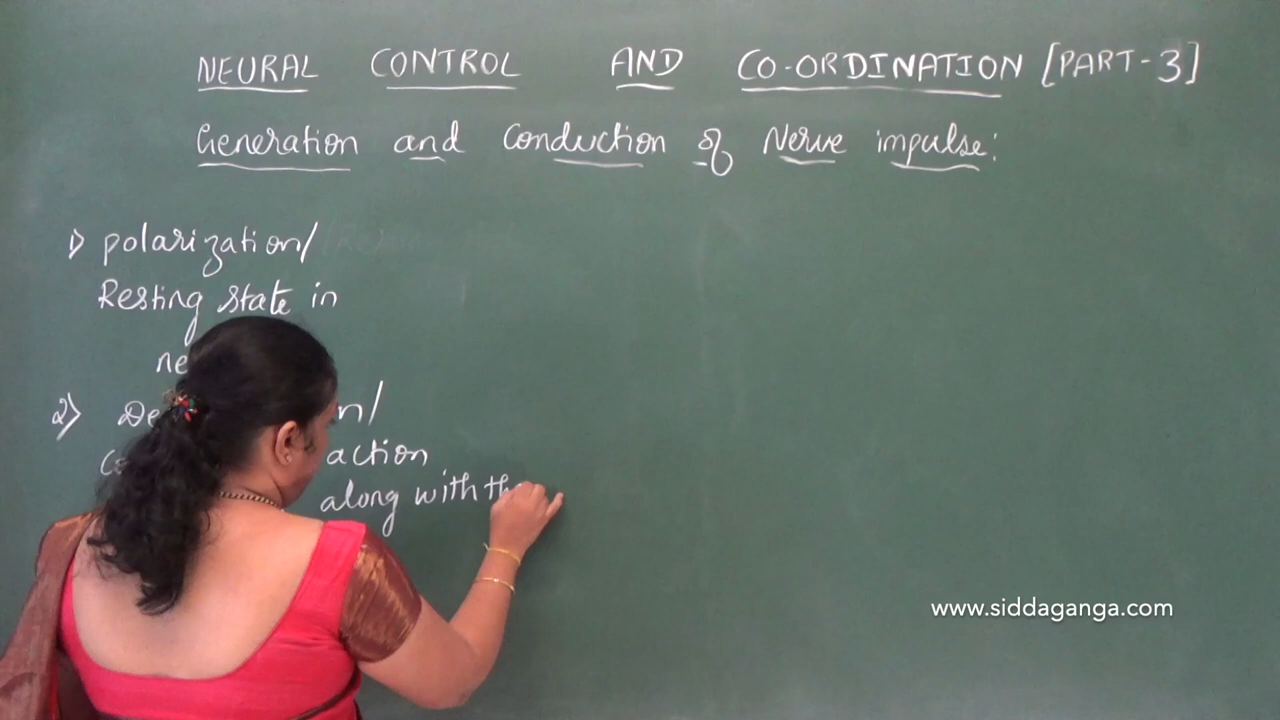 NEURAL CONTROL AND CO-ORDINATION [PART-3]
Generation and Conduction of Nerve impulse:
1) polarization/
Resting state in
2)
action
along with
www.siddaganga.com